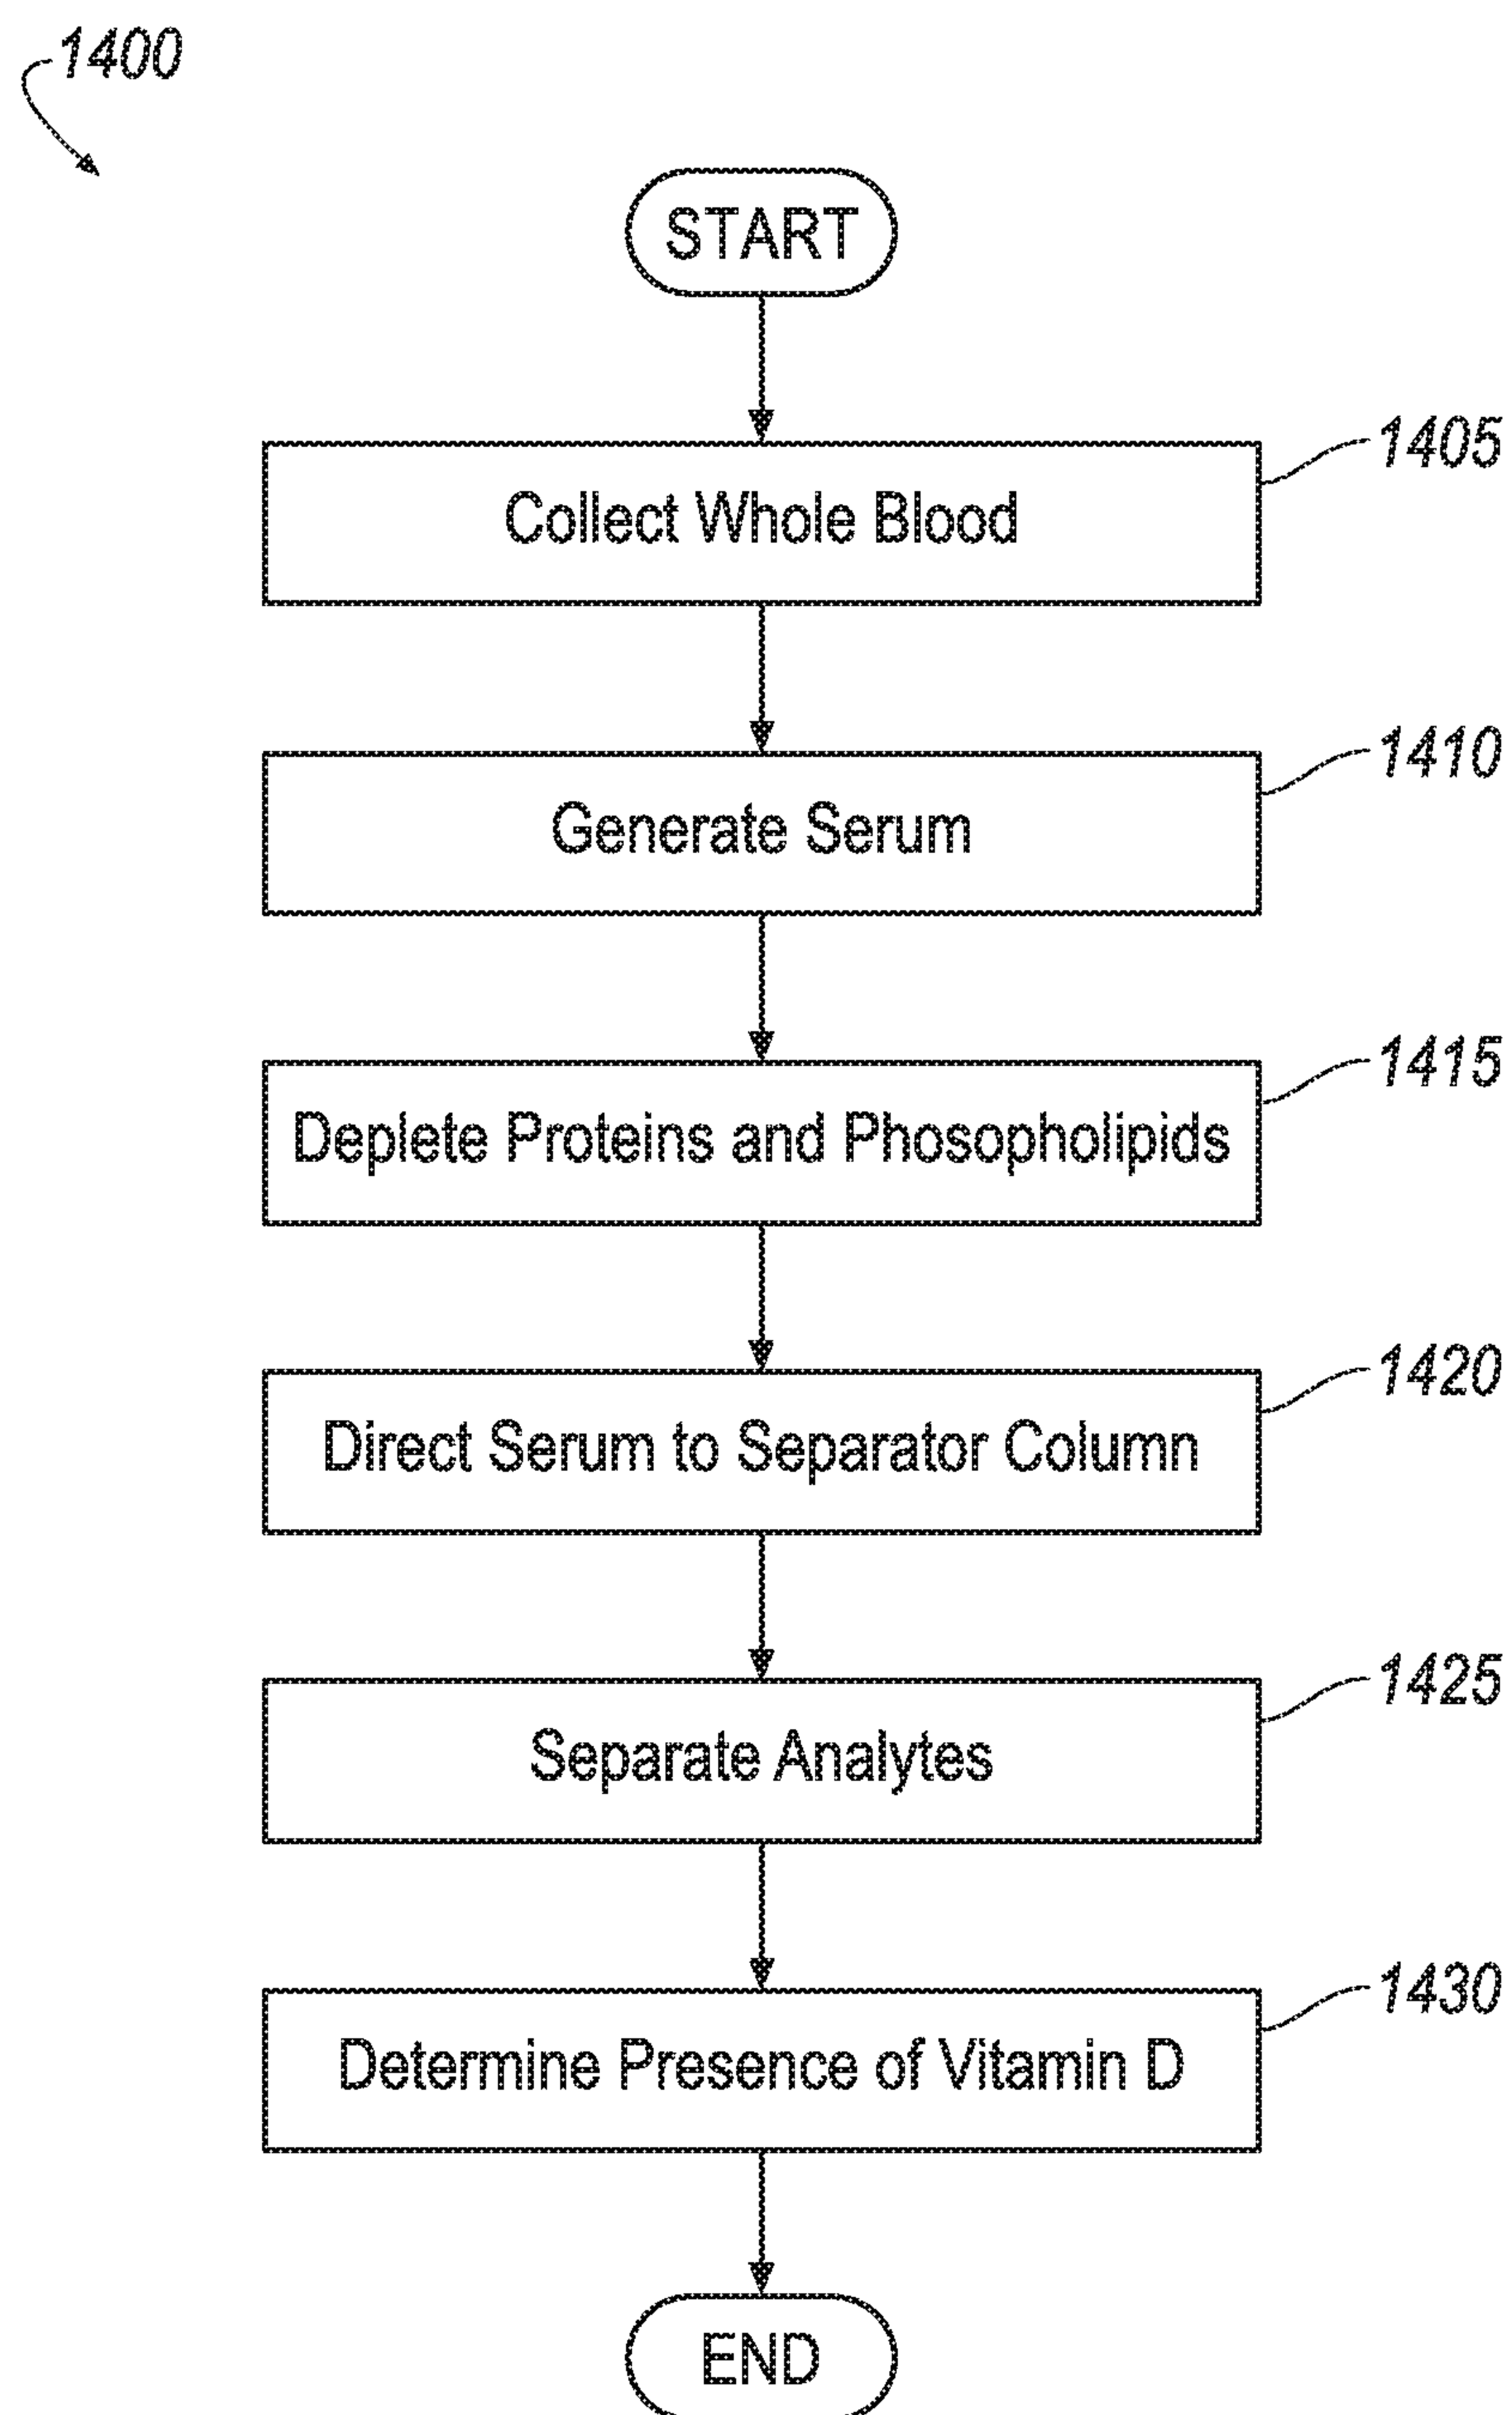 1400
START
Collect Whole Blood
1405
Generate Serum
1410
Deplete Proteins and Phosopholipids
1415
Direct Serum to Separator Column
1420
Separate Analytes
1425
Determine Presence of Vitamin D
1430
END